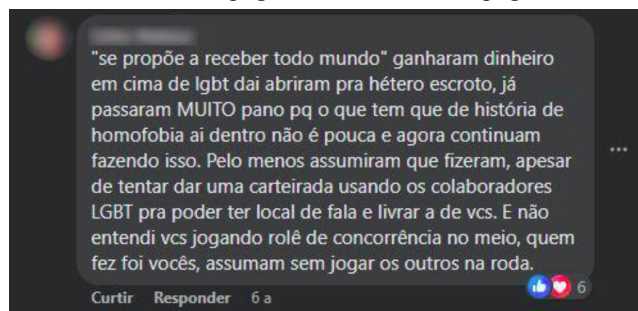 "se propõe a receber todo mundo" ganharam dinheiro
em cima de lgbt dai abriram pra hétero escroto, já
passaram MUITO pano pq o que tem que de história de
homofobia ai dentro não é pouca e agora continuam
fazendo isso. Pelo menos assumiram que fizeram, apesar
de tentar dar uma carteirada usando os colaboradores
LGBT pra poder ter local de fala e livrar a de vcs. E não
entendi vcs jogando rolê de concorrência no meio, quem
fez foi vocês, assumam sem jogar os outros na roda.
6
Curtir Responder 6 a